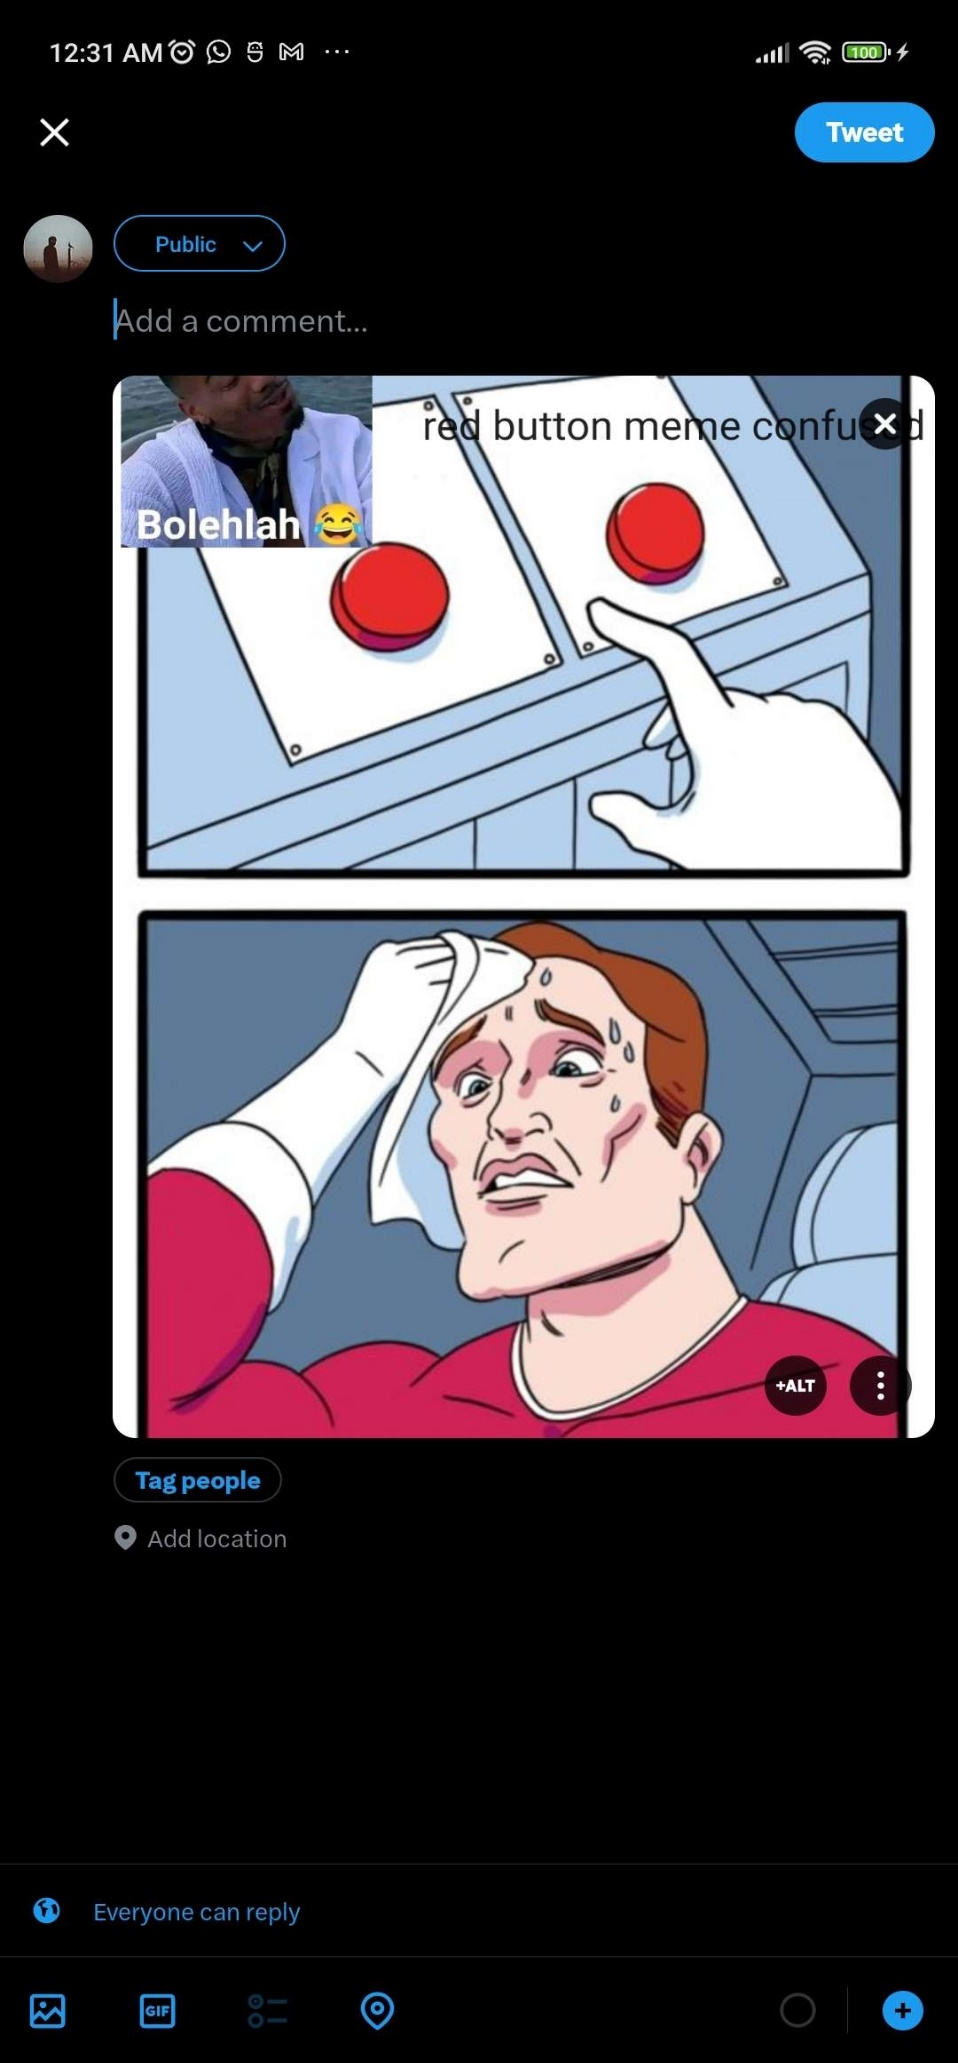 12:31 AM
100
Tweet
Public
Add a comment...
red button meme confused
Bolehlah 😂
+ALT
Tag people
Add location
Everyone can reply
GIF